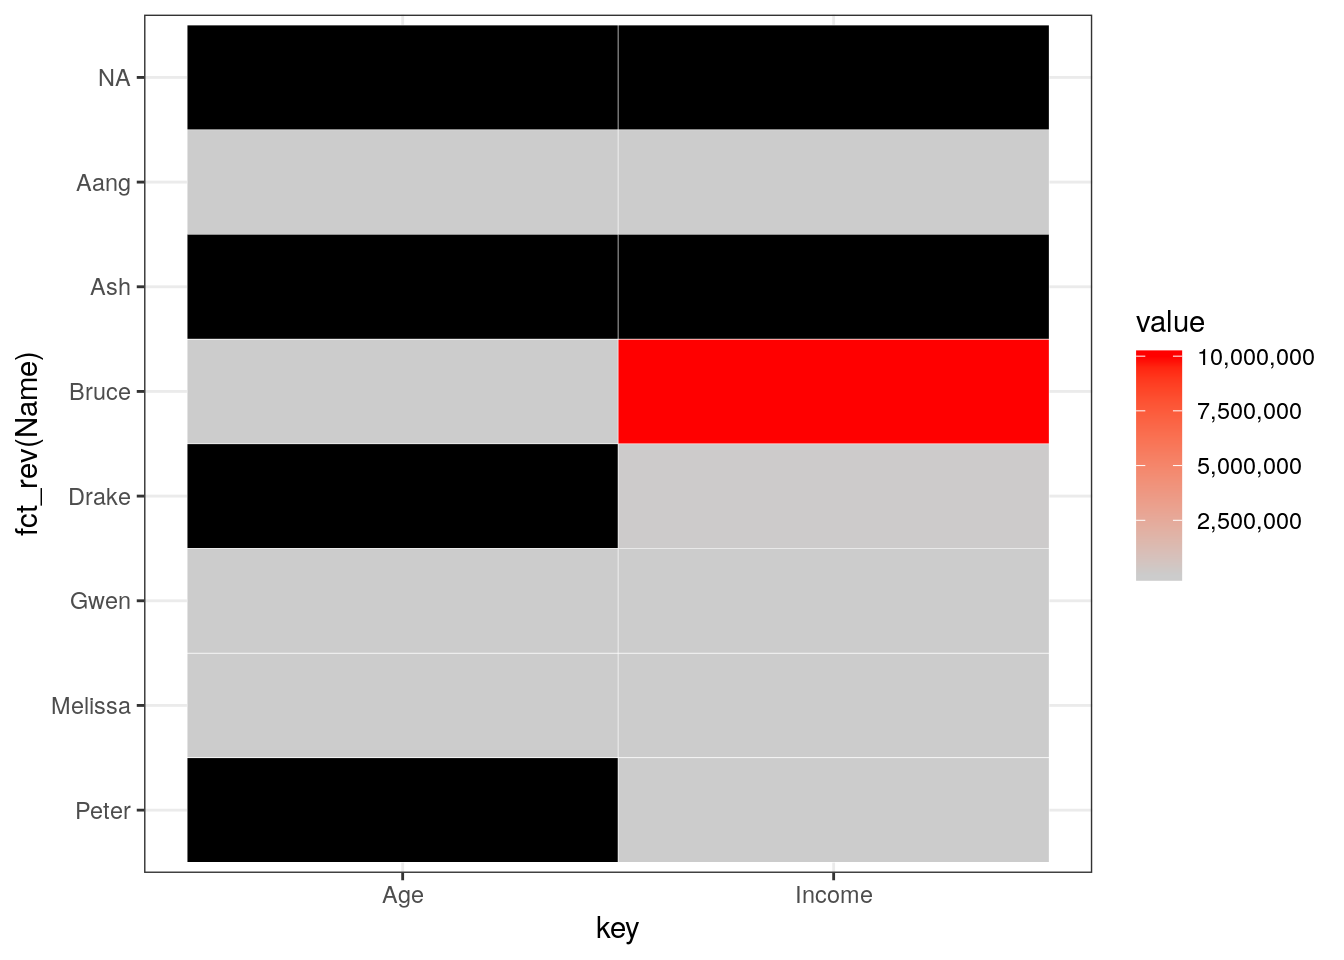 NA
Aang
Ash
Bruce
Drake
Gwen
Melissa
Peter
fct_rev(Name)
Age
Income
key
value
10,000,000
7,500,000
5,000,000
2,500,000